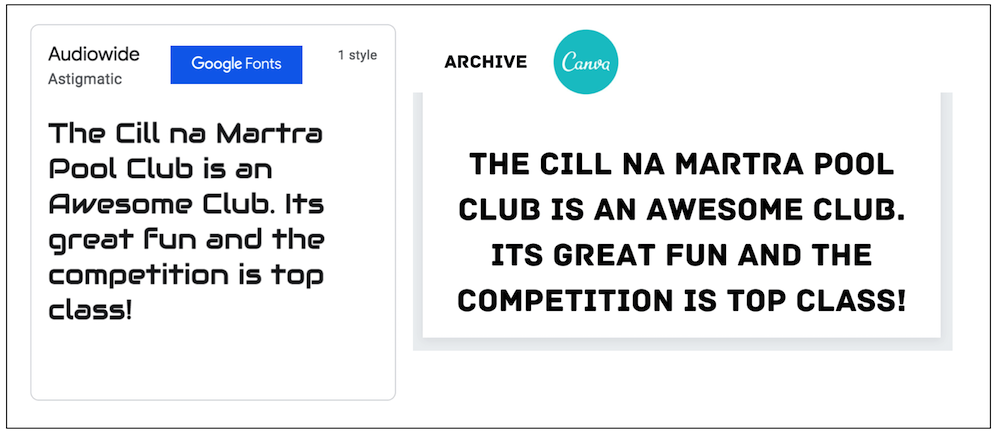 Audiowide
Astigmatic
Google Fonts
1 style
The Cill na Martra
Pool Club is an
Awesome Club. Its
great fun and the
competition is top
class!
ARCHIVE
Canva
THE CILL NA MARTRA POOL
CLUB IS AN AWESOME CLUB.
ITS GREAT FUN AND THE
COMPETITION IS TOP CLASS!